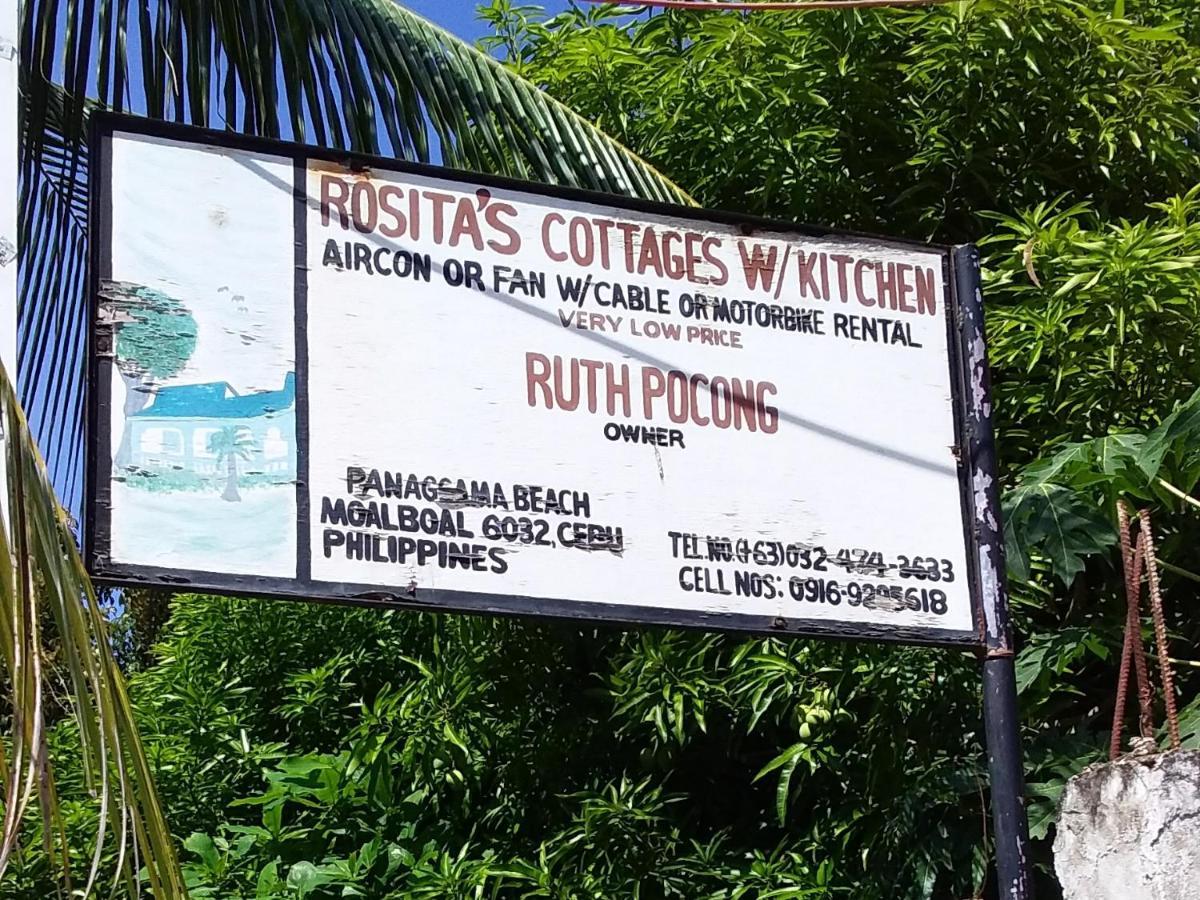 ROSITA'S COTTAGES W/ KITCHEN
AIRCON OR FAN W/CABLE OR MOTORBIKE RENTAL
VERY LOW PRICE
RUTH POCONG
OWNER
PANAGSAMA BEACH
MOALBOAL 6032, CEBU
PHILIPPINES
TEL.NO.(+63)032-474-3633
CELL NOS: 0916-9295618